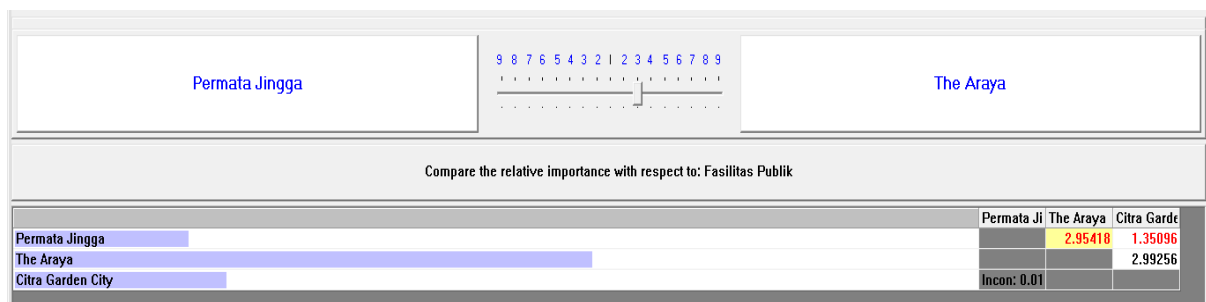 9 8 7 6 5 4 3 2 1 2 3 4 5 6 7 8 9
Permata Jingga
The Araya
Compare the relative importance with respect to: Fasilitas Publik
Permata Ji The Araya Citra Garde
Permata Jingga 2.95418 1.35096
The Araya 2.99256
Citra Garden City Incon: 0.01